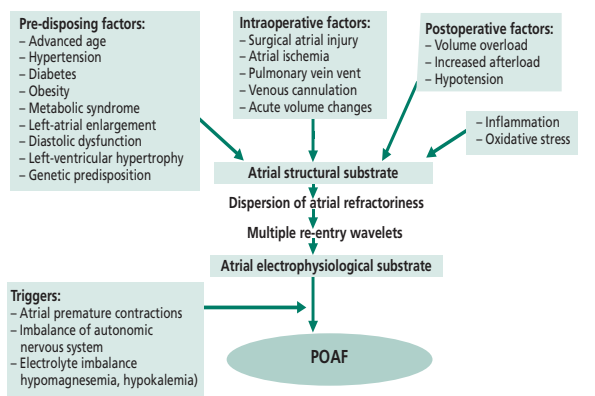 Pre-disposing factors:
– Advanced age
– Hypertension
– Diabetes
– Obesity
– Metabolic syndrome
– Left-atrial enlargement
– Diastolic dysfunction
– Left-ventricular hypertrophy
– Genetic predisposition
Intraoperative factors:
– Surgical atrial injury
– Atrial ischemia
– Pulmonary vein vent
– Venous cannulation
– Acute volume changes
Postoperative factors:
– Volume overload
– Increased afterload
– Hypotension
– Inflammation
– Oxidative stress
Atrial structural substrate
Dispersion of atrial refractoriness
Multiple re-entry wavelets
Atrial electrophysiological substrate
Triggers:
– Atrial premature contractions
– Imbalance of autonomic
nervous system
– Electrolyte imbalance
hypomagnesemia, hypokalemia)
POAF